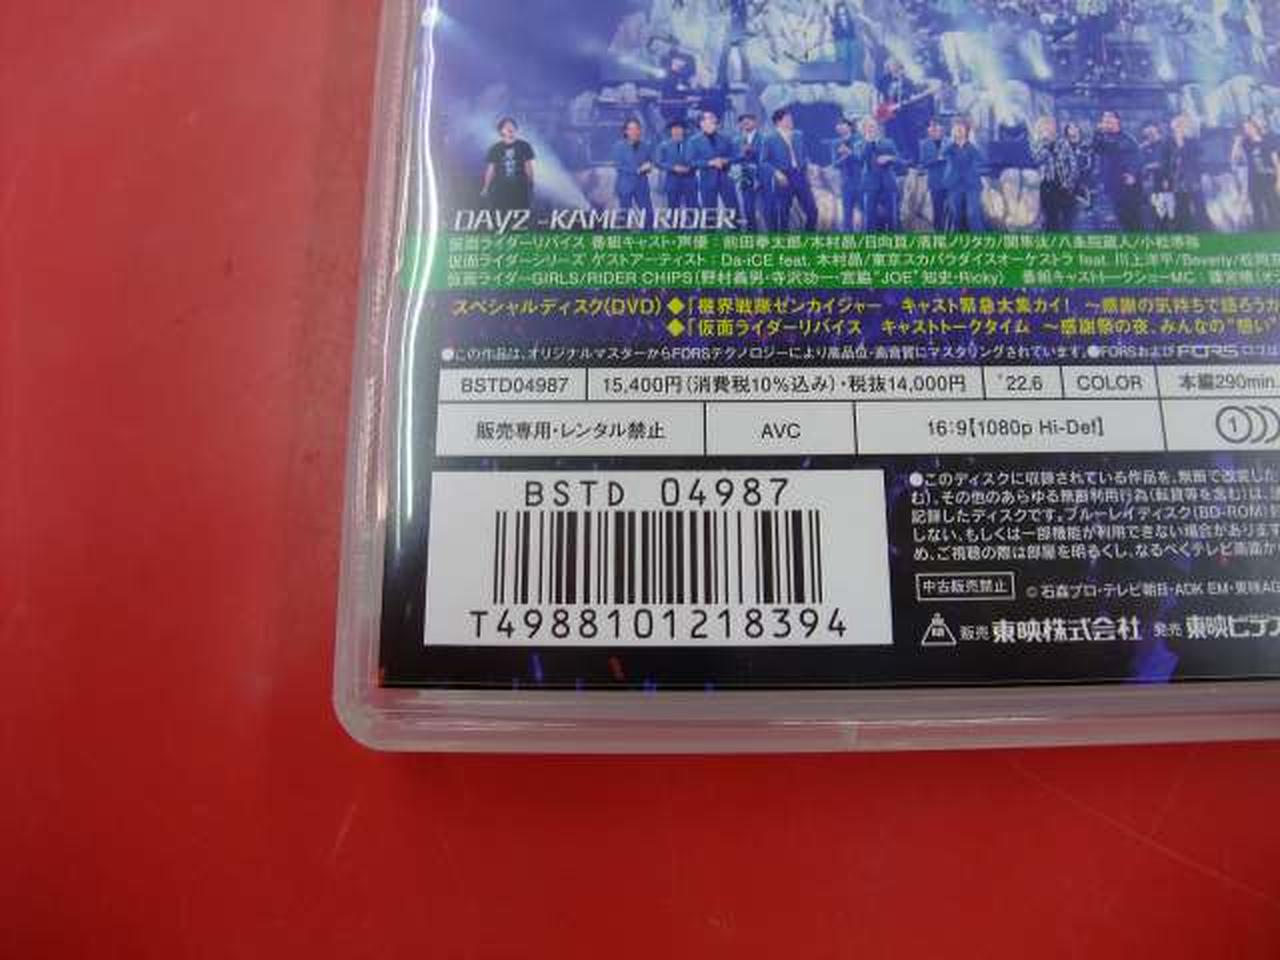 DAY2 -KAMEN RIDER-
仮面ライダーリバイス 番組キャスト・声優：前田拳太郎/木村昴/日向亘/濱尾ノリタカ/関隼汰/八条院蔵人/小松準弥
仮面ライダーシリーズ ゲストアーティスト：Da-iCE feat. 木村昴/東京スカパラダイスオーケストラ feat. 川上洋平/Beverly/
仮面ライダーGIRLS/RIDER CHIPS(野村義男・寺沢功一・宮脇"JOE"知史・Ricky) 番組キャストトークショーMC：
スペシャルディスク(DVD)◆「機界戦隊ゼンカイジャー キャスト緊急大集カイ！ ～感謝の気持ちで語ろう
◆「仮面ライダーリバイス キャストトークタイム ～感謝祭の夜、みんなの"想い"
●この作品は、オリジナルマスターからFORSテクノロジーにより高品位・高音質にマスタリングされています。●FORSおよびFORS ロゴは
BSTD04987 15,400円(消費税10%込み)・税抜14,000円 '22.6 COLOR 本編290min
販売専用・レンタル禁止 AVC 16:9[1080p Hi-Def] 1
BSTD 04987
T4988101218394
●このディスクに収録されている作品を、無断で改変した
む)、その他のあらゆる無断利用行為(転貸等を含む)は、
記録したディスクです。ブルーレイディスク(BD-ROM)
しない、もしくは一部機能が利用できない場合があります
め、ご視聴の際は部屋を明るくし、なるべくテレビ画面か
中古販売禁止 ©石森プロ・テレビ朝日・ADK EM・東映AG
販売 東映株式会社 発売 東映ビデ